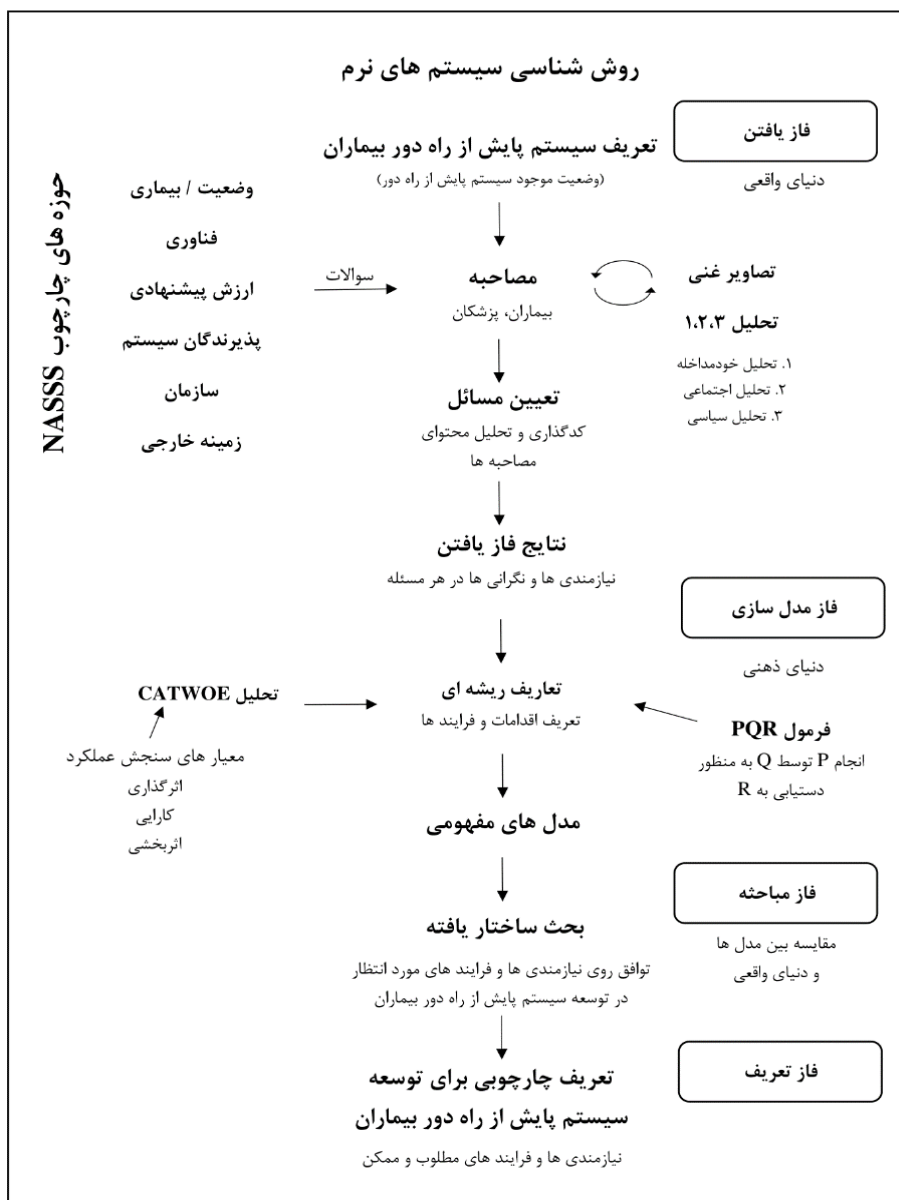 روش شناسی سیستم های نرم
فاز یافتن
دنیای واقعی
تعریف سیستم پایش از راه دور بیماران
(وضعیت موجود سیستم پایش از راه دور)
حوزه های چارچوب NASSS
وضعیت / بیماری
فناوری
ارزش پیشنهادی
پذیرندگان سیستم
سازمان
زمینه خارجی
سوالات
مصاحبه
بیماران، پزشکان
تصاویر غنی
تحلیل ۱،۲،۳
۱. تحلیل خودمداخله
۲. تحلیل اجتماعی
۳. تحلیل سیاسی
تعیین مسائل
کدگذاری و تحلیل محتوای
مصاحبه ها
نتایج فاز یافتن
نیازمندی ها و نگرانی ها در هر مسئله
فاز مدل سازی
دنیای ذهنی
تعاریف ریشه ای
تعریف اقدامات و فرایند ها
فرمول PQR
انجام P توسط Q به منظور
دستیابی به R
تحلیل CATWOE
معیار های سنجش عملکرد
اثرگذاری
کارایی
اثربخشی
مدل های مفهومی
فاز مباحثه
مقایسه بین مدل ها
و دنیای واقعی
بحث ساختار یافته
توافق روی نیازمندی ها و فرایند های مورد انتظار
در توسعه سیستم پایش از راه دور بیماران
فاز تعریف
تعریف چارچوبی برای توسعه
سیستم پایش از راه دور بیماران
نیازمندی ها و فرایند های مطلوب و ممکن